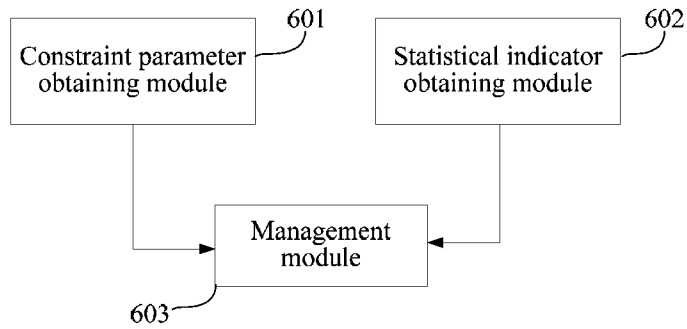 601
Constraint parameter
obtaining module
602
Statistical indicator
obtaining module
Management
module
603